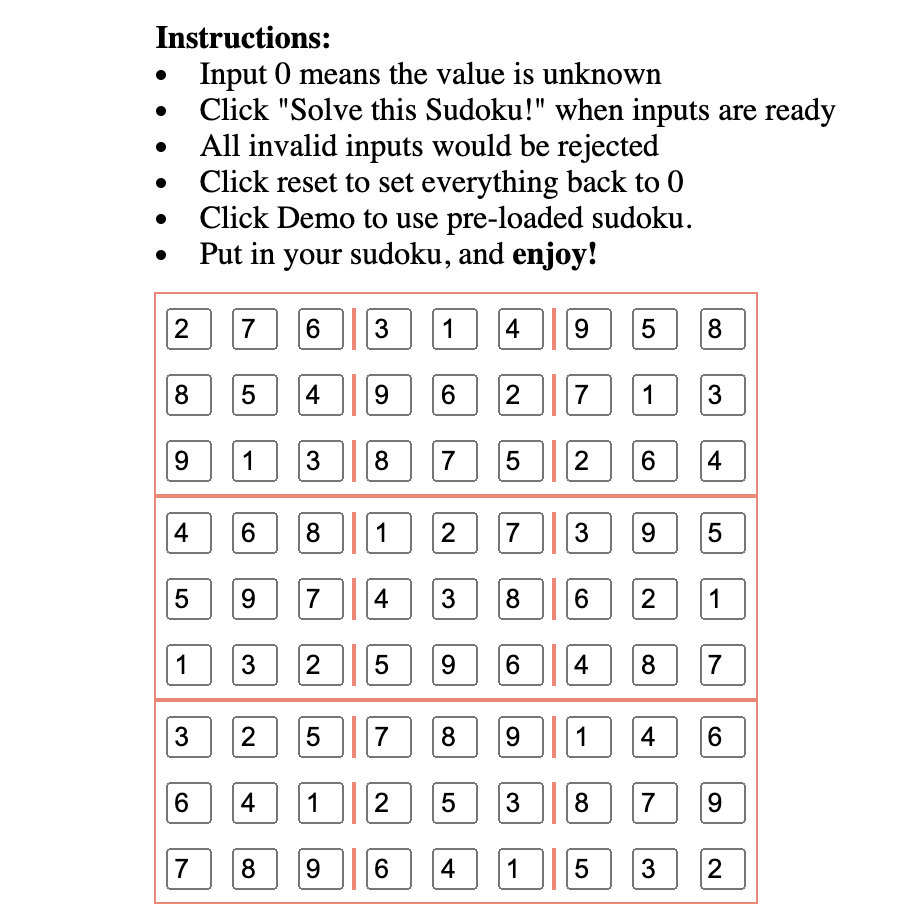 Instructions:
• Input 0 means the value is unknown
• Click "Solve this Sudoku!" when inputs are ready
• All invalid inputs would be rejected
• Click reset to set everything back to 0
• Click Demo to use pre-loaded sudoku.
• Put in your sudoku, and enjoy!
2 7 6 3 1 4 9 5 8
8 5 4 9 6 2 7 1 3
9 1 3 8 7 5 2 6 4
4 6 8 1 2 7 3 9 5
5 9 7 4 3 8 6 2 1
1 3 2 5 9 6 4 8 7
3 2 5 7 8 9 1 4 6
6 4 1 2 5 3 8 7 9
7 8 9 6 4 1 5 3 2